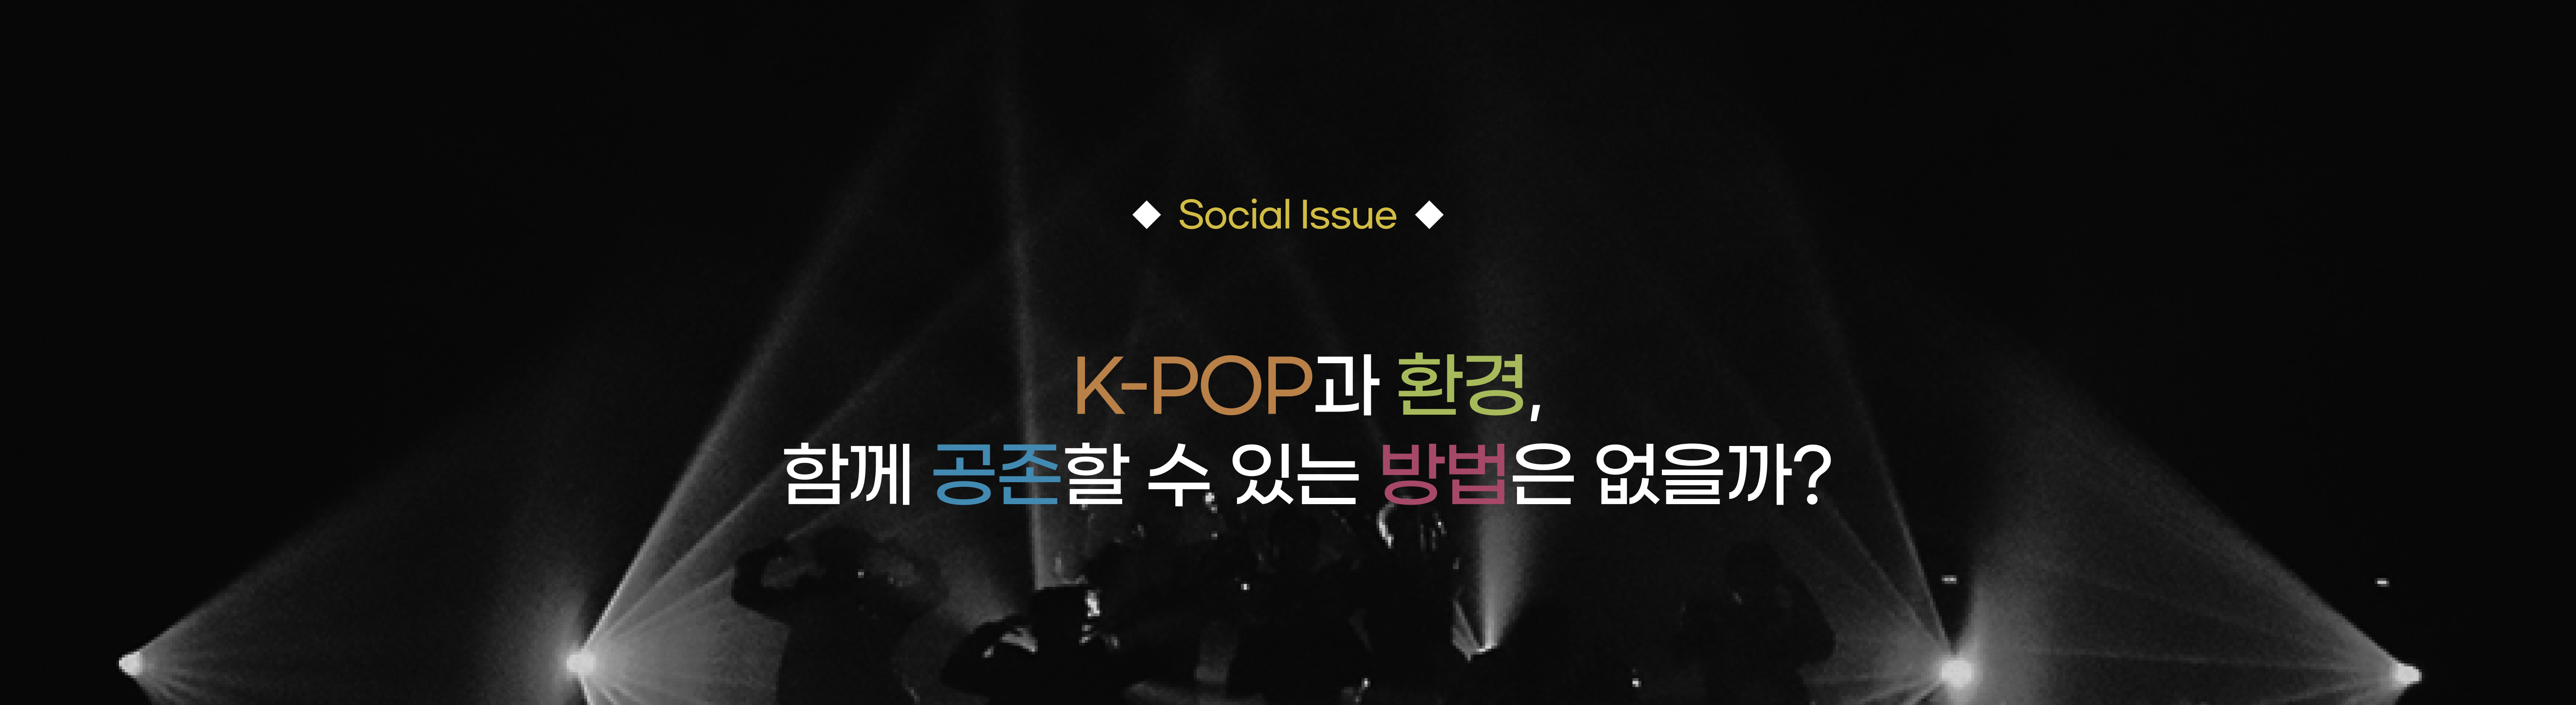 ◆ Social Issue ◆
K-POP과 환경,
함께 공존할 수 있는 방법은 없을까?